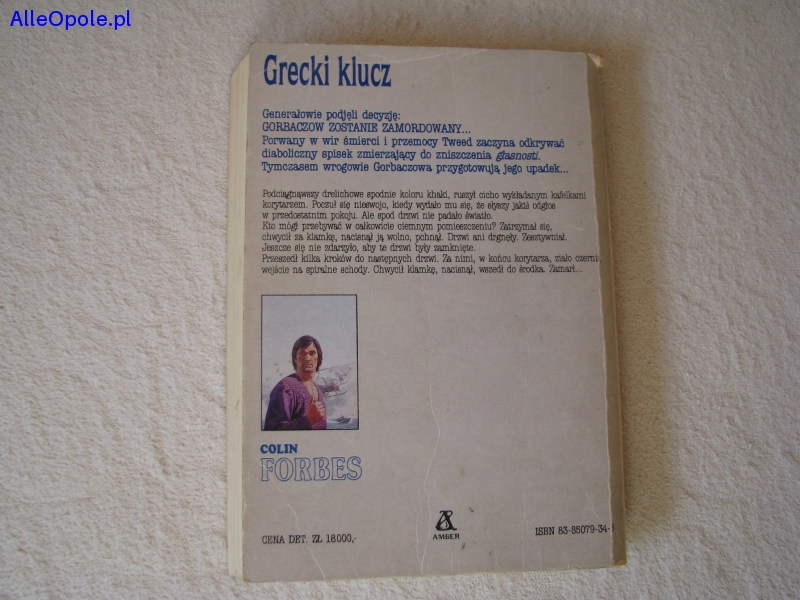 AlleOpole.pl
Grecki klucz
Generałowie podjęli decyzję:
GORBACZOW ZOSTANIE ZAMORDOWANY...
Porwany w wir śmierci i przemocy Tweed zaczyna odkrywać
diaboliczny spisek zmierzający do zniszczenia głasnosti.
Tymczasem wrogowie Gorbaczowa przygotowują jego upadek...
Podciągnąwszy drelichowe spodnie koloru khaki, ruszył cicho wykładanym kafelkami
korytarzem. Poczuł się nieswojo, kiedy wydało mu się, że słyszy jakiś odgłos
w przedostatnim pokoju. Ale spod drzwi nie padało światło.
Kto mógł przebywać w całkowicie ciemnym pomieszczeniu? Zatrzymał się,
chwycił za klamkę, nacisnął ją wolno, pchnął. Drzwi ani drgnęły. Zesztywniał.
Jeszcze się nie zdarzyło, aby te drzwi były zamknięte.
Przeszedł kilka kroków do następnych drzwi. Za nimi, w końcu korytarza, ziało czerni
wejście na spiralne schody. Chwycił klamkę, nacisnął, wszedł do środka. Zamarł...
COLIN
FORBES
AMBER
CENA DET. ZŁ 18000,-
ISBN 83-85079-34-